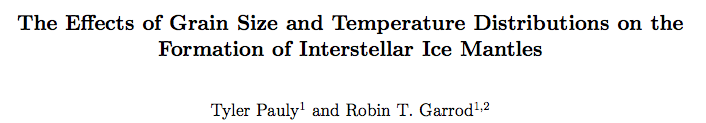 The Effects of Grain Size and Temperature Distributions on the
Formation of Interstellar Ice Mantles
Tyler Pauly¹ and Robin T. Garrod¹,²